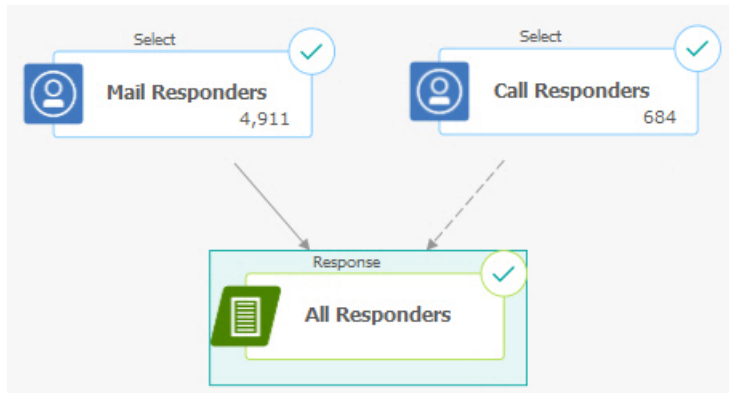 Select
Mail Responders
4,911
Select
Call Responders
684
Response
All Responders